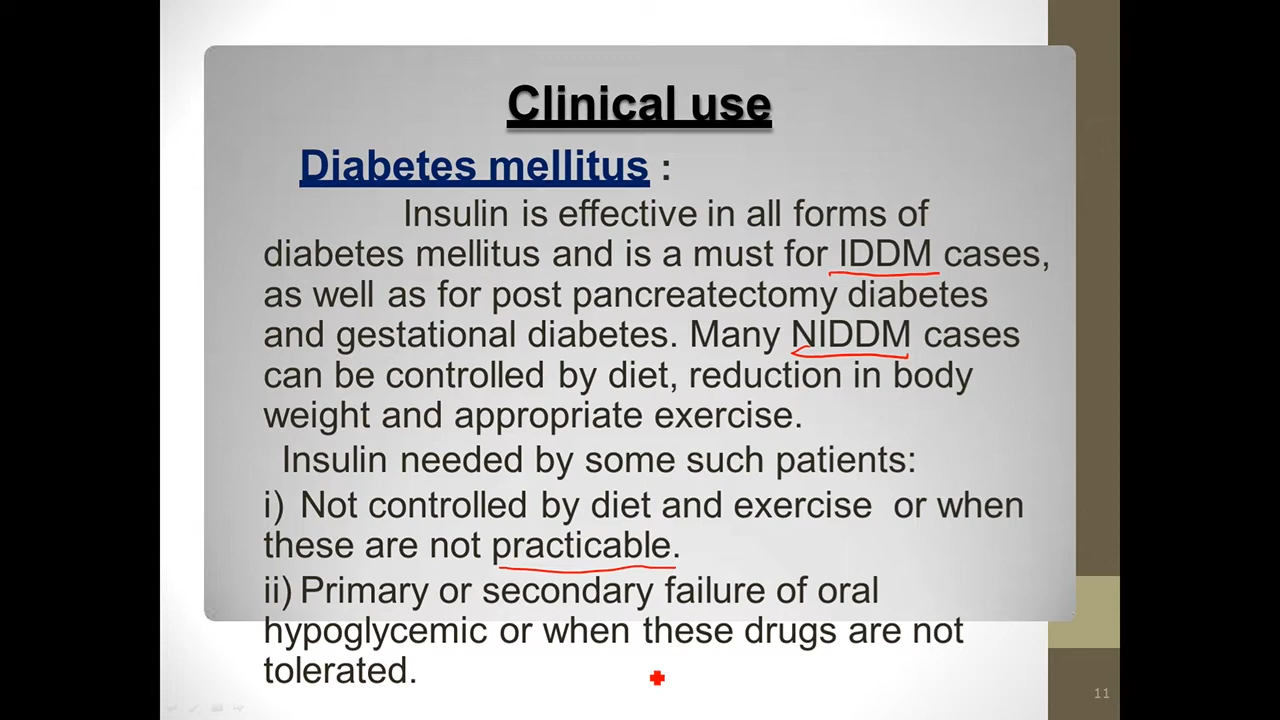 Clinical use
Diabetes mellitus :
Insulin is effective in all forms of
diabetes mellitus and is a must for IDDM cases,
as well as for post pancreatectomy diabetes
and gestational diabetes. Many NIDDM cases
can be controlled by diet, reduction in body
weight and appropriate exercise.
Insulin needed by some such patients:
i) Not controlled by diet and exercise or when
these are not practicable.
ii) Primary or secondary failure of oral
hypoglycemic or when these drugs are not
tolerated.
11